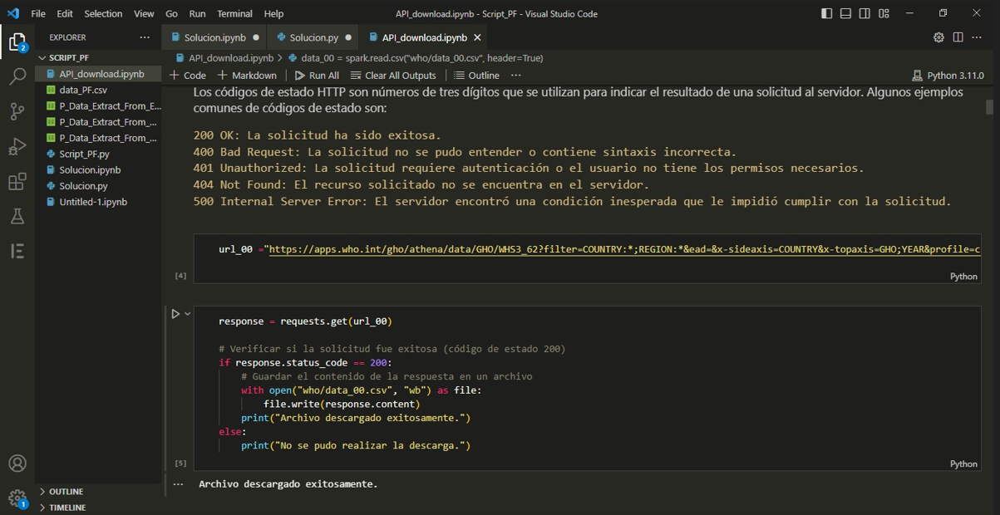 File Edit Selection View Go Run Terminal Help
API_download.ipynb - Script_PF - Visual Studio Code
EXPLORER
Solucion.ipynb
Solucion.py
API_download.ipynb
2
SCRIPT_PF
API_download.ipynb
data_PF.csv
P_Data_Extract_From_E...
P_Data_Extract_From_...
P_Data_Extract_From_...
Script_PF.py
Solucion.ipynb
Solucion.py
Untitled-1.ipynb
API_download.ipynb > data_00 = spark.read.csv("who/data_00.csv", header=True)
+ Code + Markdown | Run All Clear All Outputs | Outline ...
Python 3.11.0
Los códigos de estado HTTP son números de tres dígitos que se utilizan para indicar el resultado de una solicitud al servidor. Algunos ejemplos
comunes de códigos de estado son:
200 OK: La solicitud ha sido exitosa.
400 Bad Request: La solicitud no se pudo entender o contiene sintaxis incorrecta.
401 Unauthorized: La solicitud requiere autenticación o el usuario no tiene los permisos necesarios.
404 Not Found: El recurso solicitado no se encuentra en el servidor.
500 Internal Server Error: El servidor encontró una condición inesperada que le impidió cumplir con la solicitud.
url_00 ="https://apps.who.int/gho/athena/data/GHO/WHS3_62?filter=COUNTRY:*;REGION:*&ead=&x-sideaxis=COUNTRY&x-topaxis=GHO;YEAR&profile=c
[4]
Python
response = requests.get(url_00)
# Verificar si la solicitud fue exitosa (código de estado 200)
if response.status_code == 200:
# Guardar el contenido de la respuesta en un archivo
with open("who/data_00.csv", "wb") as file:
file.write(response.content)
print("Archivo descargado exitosamente.")
else:
print("No se pudo realizar la descarga.")
[5]
Python
... Archivo descargado exitosamente.
OUTLINE
1
TIMELINE